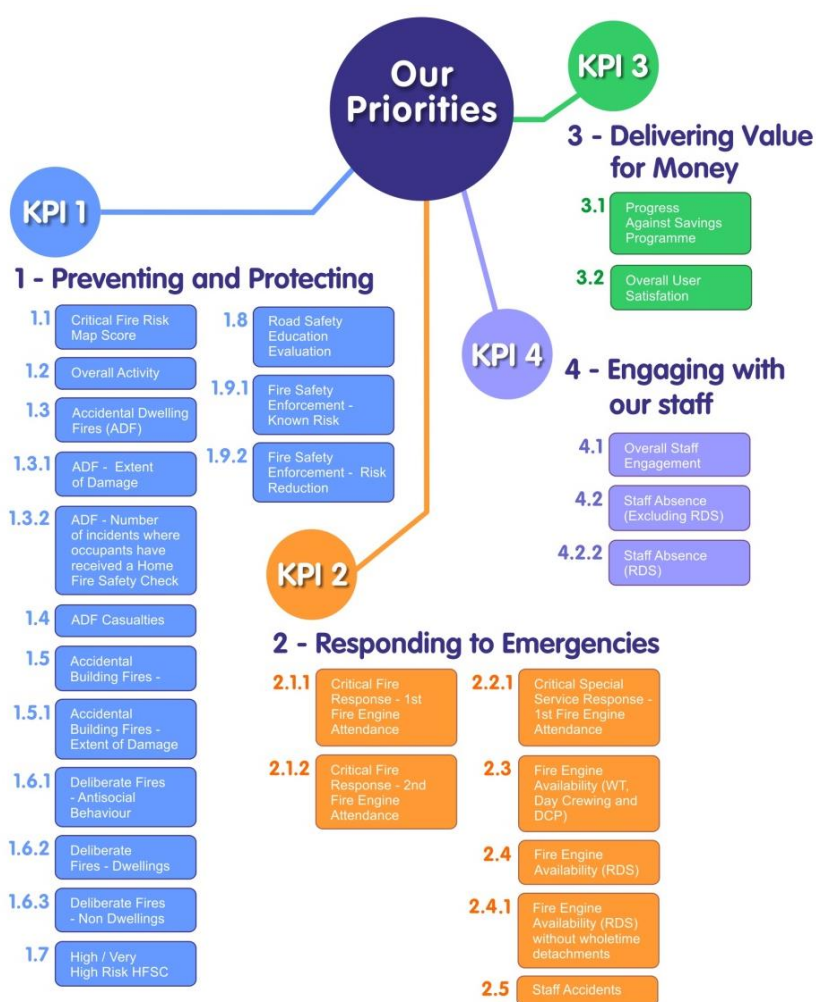 Our
Priorities
KPI 3
3 - Delivering Value
for Money
3.1
Progress
Against Savings
Programme
3.2
Overall User
Satisfation
KPI 1
1 - Preventing and Protecting
1.1
Critical Fire Risk
Map Score
1.2
Overall Activity
1.3
Accidental Dwelling
Fires (ADF)
1.3.1
ADF - Extent
of Damage
1.3.2
ADF - Number
of incidents where
occupants have
received a Home
Fire Safety Check
1.4
ADF Casualties
1.5
Accidental
Building Fires -
1.5.1
Accidental
Building Fires -
Extent of Damage
1.6.1
Deliberate Fires
- Antisocial
Behaviour
1.6.2
Deliberate
Fires - Dwellings
1.6.3
Deliberate Fires
- Non Dwellings
1.7
High / Very
High Risk HFSC
1.8
Road Safety
Education
Evaluation
1.9.1
Fire Safety
Enforcement -
Known Risk
1.9.2
Fire Safety
Enforcement - Risk
Reduction
KPI 4
4 - Engaging with
our staff
4.1
Overall Staff
Engagement
4.2
Staff Absence
(Excluding RDS)
4.2.2
Staff Absence
(RDS)
KPI 2
2 - Responding to Emergencies
2.1.1
Critical Fire
Response - 1st
Fire Engine
Attendance
2.1.2
Critical Fire
Response - 2nd
Fire Engine
Attendance
2.2.1
Critical Special
Service Response -
1st Fire Engine
Attendance
2.3
Fire Engine
Availability (WT,
Day Crewing and
DCP)
2.4
Fire Engine
Availability (RDS)
2.4.1
Fire Engine
Availability (RDS)
without wholetime
detachments
2.5
Staff Accidents